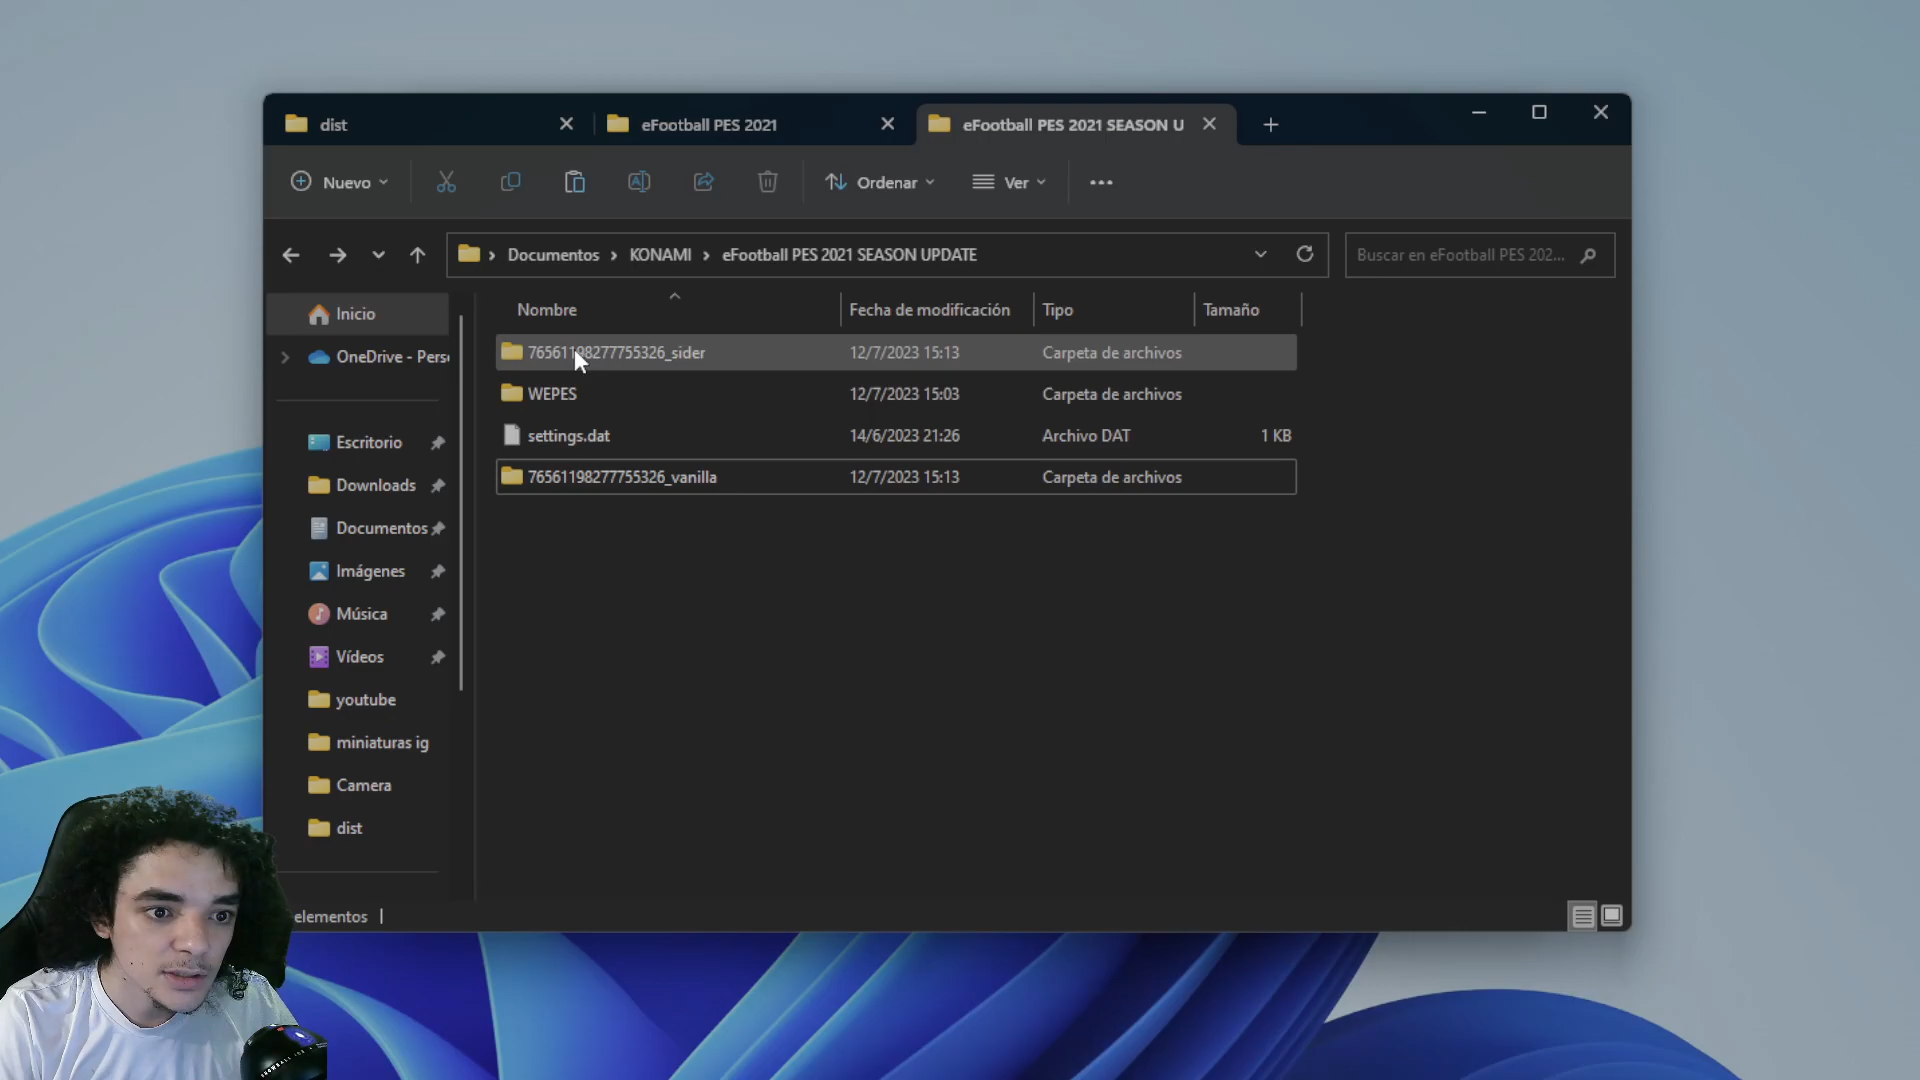 dist
eFootball PES 2021
eFootball PES 2021 SEASON U
Nuevo
Ordenar
Ver
Documentos
KONAMI
eFootball PES 2021 SEASON UPDATE
Buscar en eFootball PES 202...
Nombre
Fecha de modificación
Tipo
Tamaño
76561198277755326_sider
12/7/2023 15:13
Carpeta de archivos
WEPES
12/7/2023 15:03
Carpeta de archivos
settings.dat
14/6/2023 21:26
Archivo DAT
1 KB
76561198277755326_vanilla
12/7/2023 15:13
Carpeta de archivos
Inicio
OneDrive - Pers
Escritorio
Downloads
Documentos
Imágenes
Música
Vídeos
youtube
miniaturas ig
Camera
dist
elementos